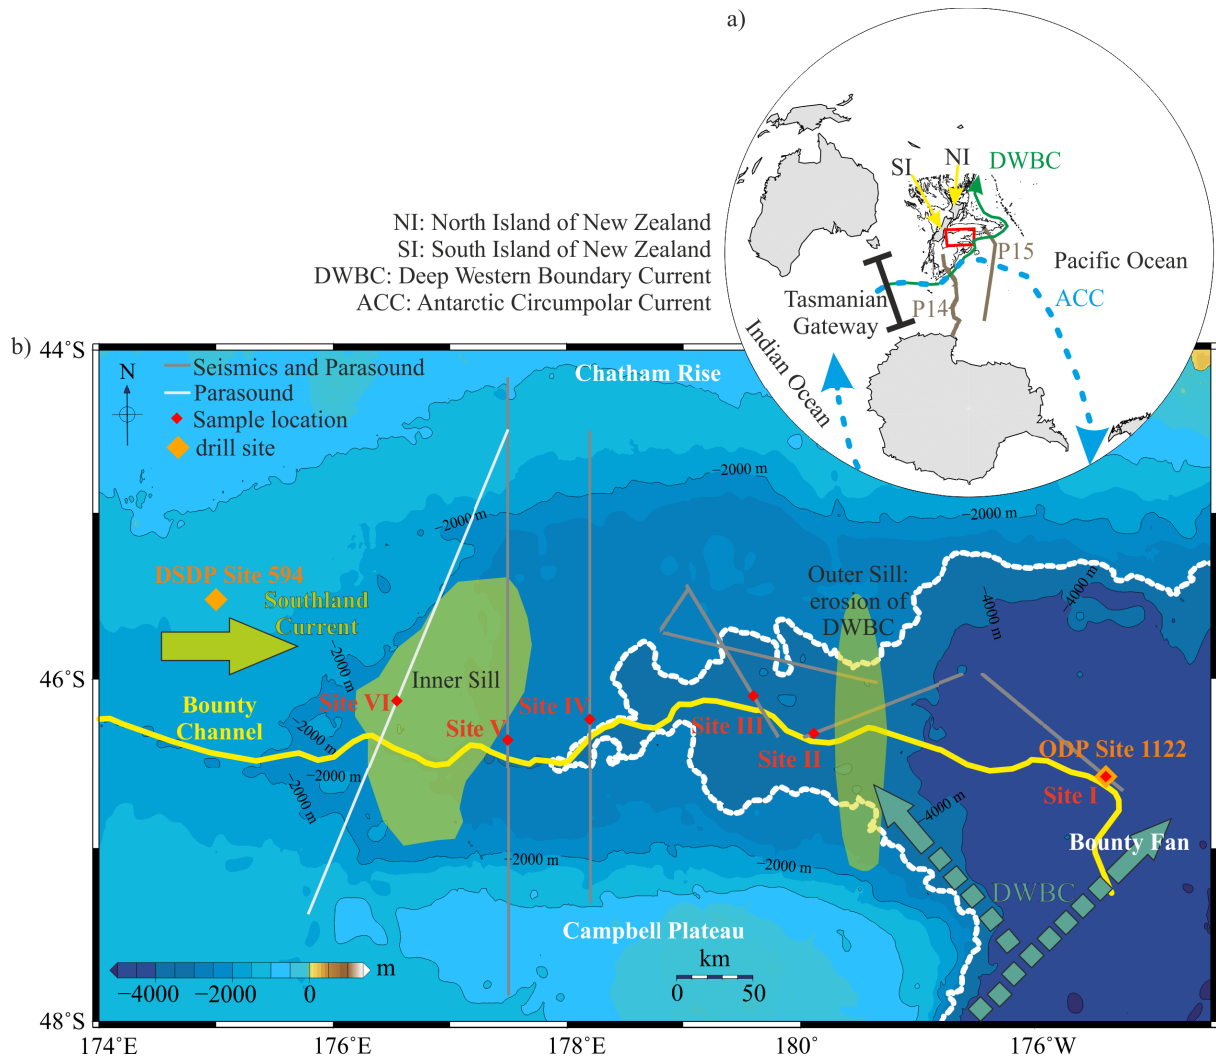 a)
NI
SI
DWBC
NI: North Island of New Zealand
SI: South Island of New Zealand
DWBC: Deep Western Boundary Current
ACC: Antarctic Circumpolar Current
P15
Pacific Ocean
ACC
Tasmanian
Gateway
P14
Indian Ocean
b)
44°S
N
Seismics and Parasound
Parasound
Sample location
drill site
Chatham Rise
−2000 m
−2000 m
−2000 m
DSDP Site 594
Southland
Current
Outer Sill:
erosion of
DWBC
−4000 m
−4000 m
−2000 m
46°S
Inner Sill
Site VI
Site V
Site IV
Site III
Site II
Bounty
Channel
−2000 m
−2000 m
−2000 m
ODP Site 1122
Site I
−4000 m
Bounty Fan
−2000 m
−2000 m
DWBC
Campbell Plateau
m
−4000
−2000
0
km
0
50
48°S
174°E
176°E
178°E
180°
176°W